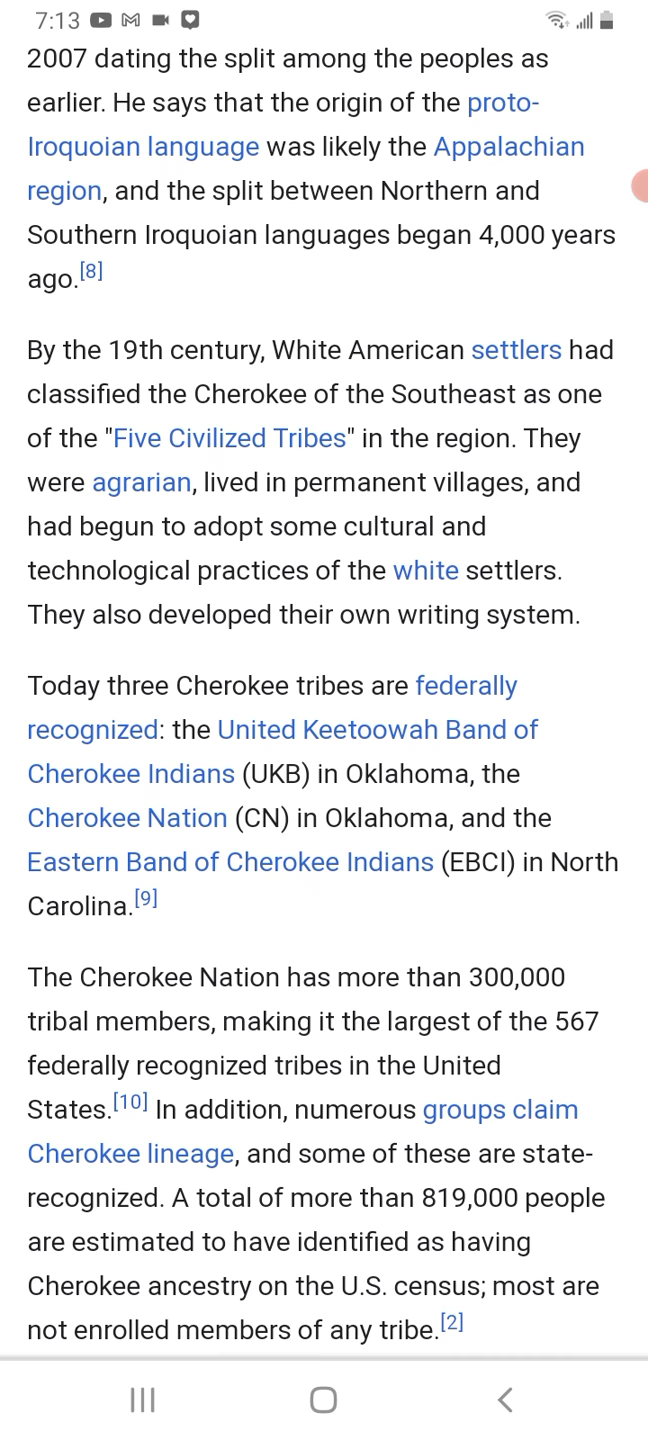 7:13
2007 dating the split among the peoples as
earlier. He says that the origin of the proto-
Iroquoian language was likely the Appalachian
region, and the split between Northern and
Southern Iroquoian languages began 4,000 years
ago.[8]
By the 19th century, White American settlers had
classified the Cherokee of the Southeast as one
of the "Five Civilized Tribes" in the region. They
were agrarian, lived in permanent villages, and
had begun to adopt some cultural and
technological practices of the white settlers.
They also developed their own writing system.
Today three Cherokee tribes are federally
recognized: the United Keetoowah Band of
Cherokee Indians (UKB) in Oklahoma, the
Cherokee Nation (CN) in Oklahoma, and the
Eastern Band of Cherokee Indians (EBCI) in North
Carolina.[9]
The Cherokee Nation has more than 300,000
tribal members, making it the largest of the 567
federally recognized tribes in the United
States.[10] In addition, numerous groups claim
Cherokee lineage, and some of these are state-
recognized. A total of more than 819,000 people
are estimated to have identified as having
Cherokee ancestry on the U.S. census; most are
not enrolled members of any tribe.[2]